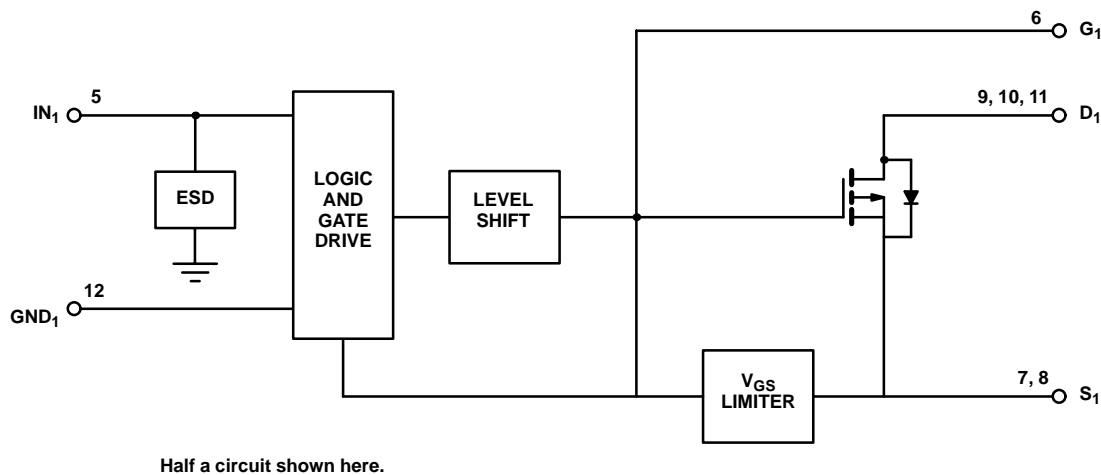 6
G1
5
IN1
9, 10, 11
D1
ESD
LOGIC
AND
GATE
DRIVE
LEVEL
SHIFT
12
GND1
VGS
LIMITER
7, 8
S1
Half a circuit shown here.